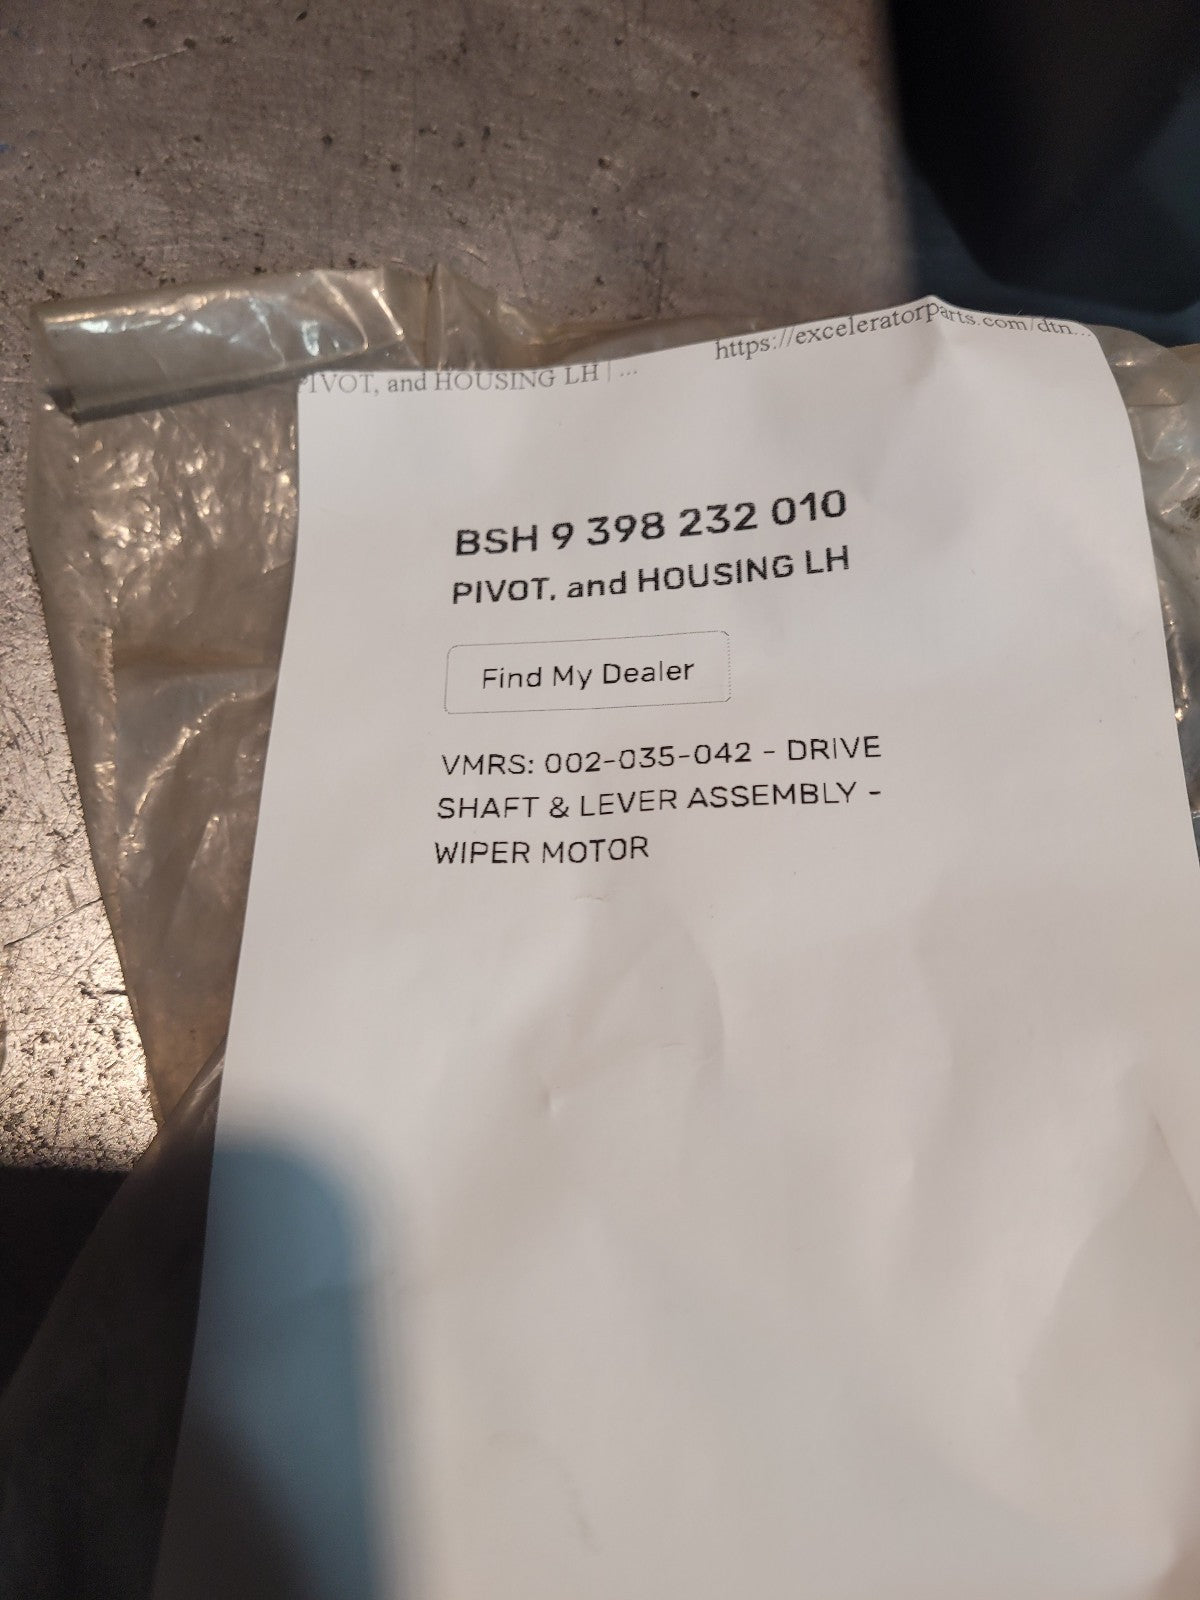 PIVOT, and HOUSING LH | ...
https://exceleratorparts.com/dtn...
BSH 9 398 232 010
PIVOT, and HOUSING LH
Find My Dealer
VMRS: 002-035-042 - DRIVE
SHAFT & LEVER ASSEMBLY -
WIPER MOTOR